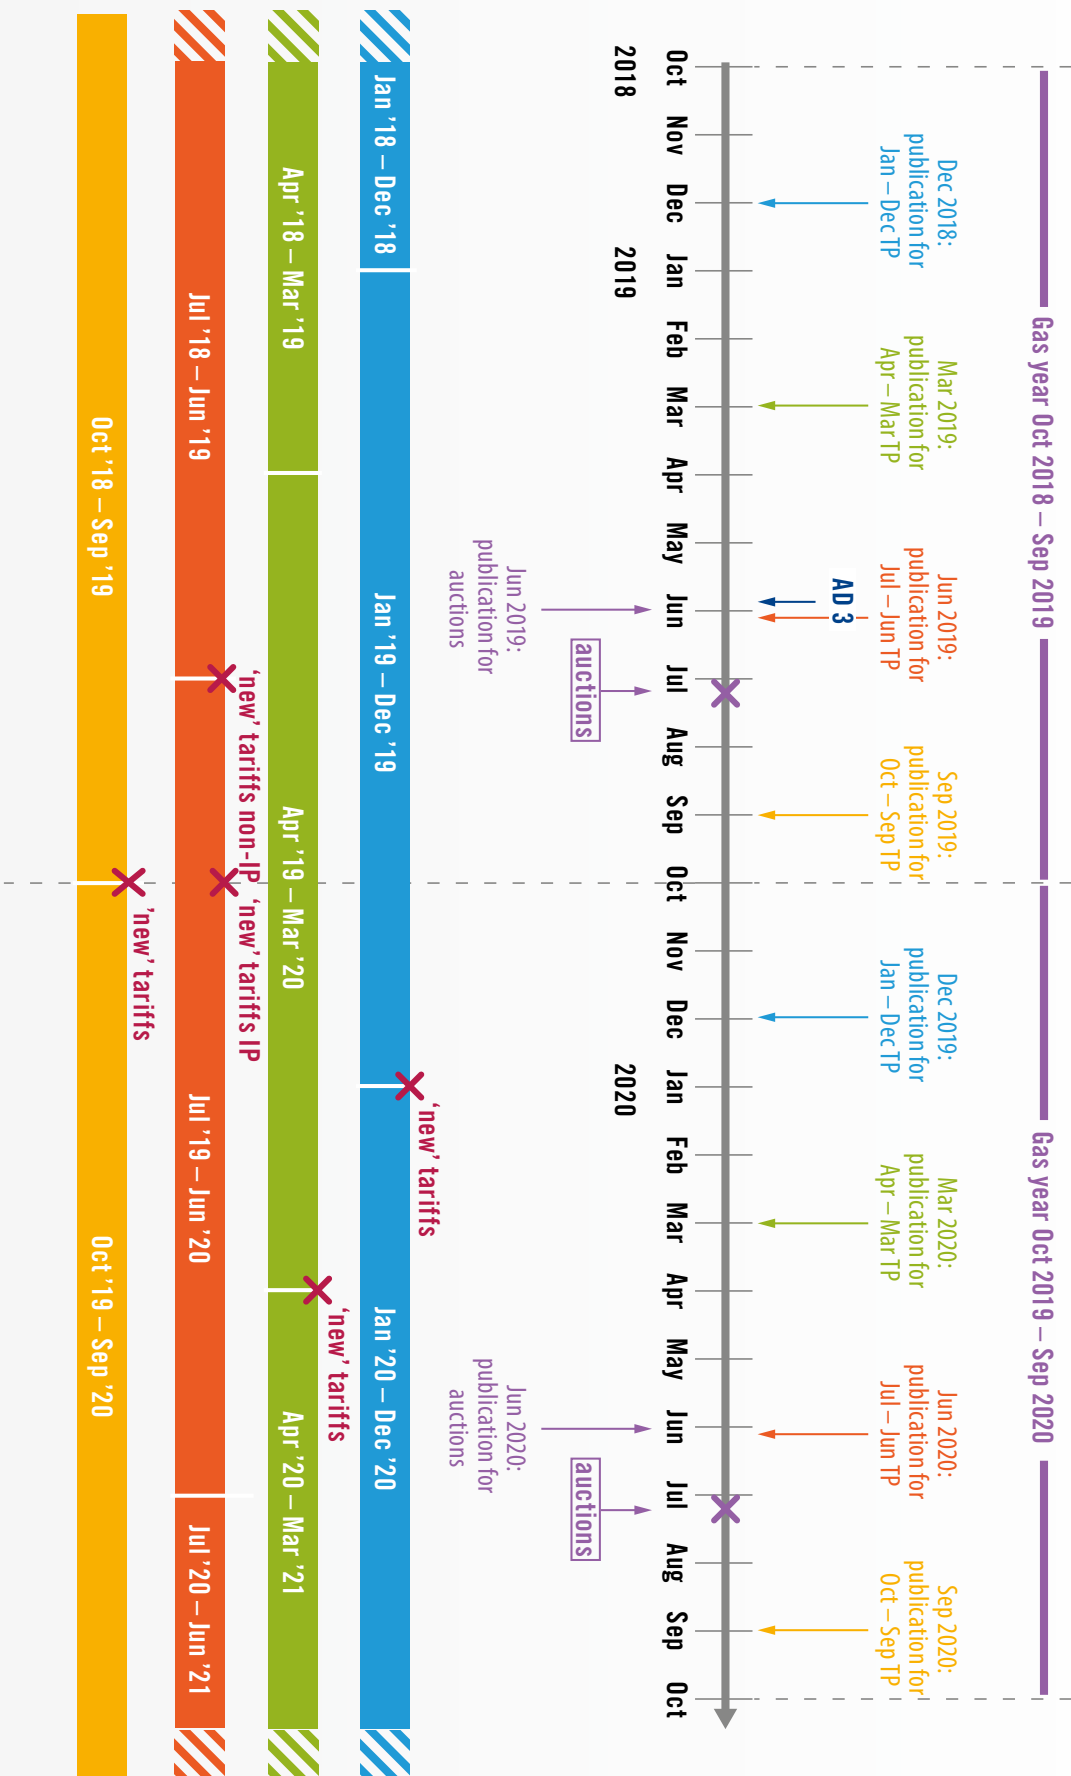 Gas year Oct 2018 – Sep 2019
Gas year Oct 2019 – Sep 2020
Dec 2018:
publication for
Jan – Dec TP
Mar 2019:
publication for
Apr – Mar TP
Jun 2019:
publication for
Jul – Jun TP
Sep 2019:
publication for
Oct – Sep TP
Dec 2019:
publication for
Jan – Dec TP
Mar 2020:
publication for
Apr – Mar TP
Jun 2020:
publication for
Jul – Jun TP
Sep 2020:
publication for
Oct – Sep TP
AD 3
Oct Nov Dec Jan Feb Mar Apr May Jun Jul Aug Sep Oct Nov Dec Jan Feb Mar Apr May Jun Jul Aug Sep Oct
2018 2019 2020
auctions
auctions
Jun 2019:
publication for
auctions
Jun 2020:
publication for
auctions
‘new’ tariffs
Jan ’18 – Dec ’18
Jan ’19 – Dec ’19
Jan ’20 – Dec ’20
‘new’ tariffs
Apr ’18 – Mar ’19
Apr ’19 – Mar ’20
Apr ’20 – Mar ’21
‘new’ tariffs non-IP
‘new’ tariffs IP
Jul ’18 – Jun ’19
Jul ’19 – Jun ’20
Jul ’20 – Jun ’21
’new’ tariffs
Oct ’18 – Sep ’19
Oct ’19 – Sep ’20